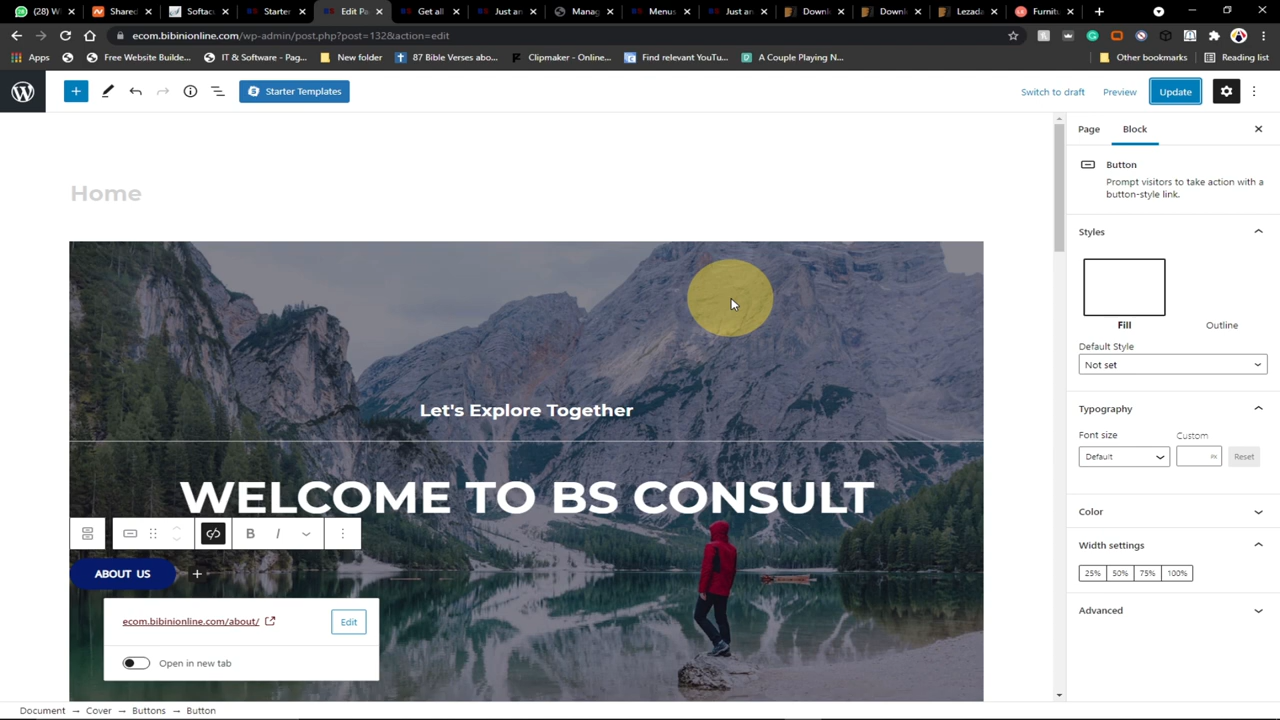 (28) W
Shared
Softac
Starter
Edit Pa
Get all
Just an
Manag
Menus
Just an
Downl
Downl
Lezada
Furnitu
ecom.bibinionline.com/wp-admin/post.php?post=132&action=edit
Apps
Free Website Builde...
IT & Software - Pag...
New folder
87 Bible Verses abo...
Clipmaker - Online...
Find relevant YouTu...
A Couple Playing N...
Other bookmarks
Reading list
Starter Templates
Switch to draft
Preview
Update
Page
Block
Button
Prompt visitors to take action with a
button-style link.
Home
Styles
Fill
Outline
Default Style
Not set
Let's Explore Together
Typography
Font size
Custom
Default
PX
Reset
WELCOME TO BS CONSULT
B I
Color
Width settings
25% 50% 75% 100%
ABOUT US
Advanced
ecom.bibinionline.com/about/
Edit
Open in new tab
Document → Cover → Buttons → Button